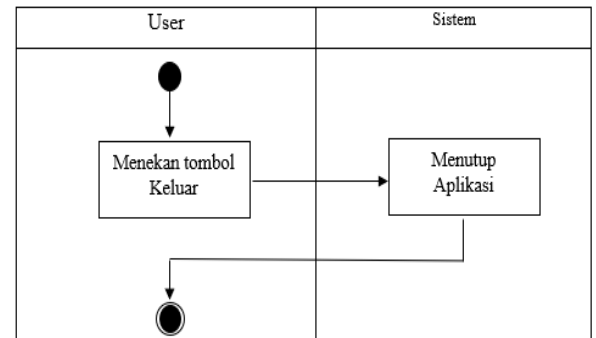 User
Sistem
Menekan tombol
Keluar
Menutup
Aplikasi